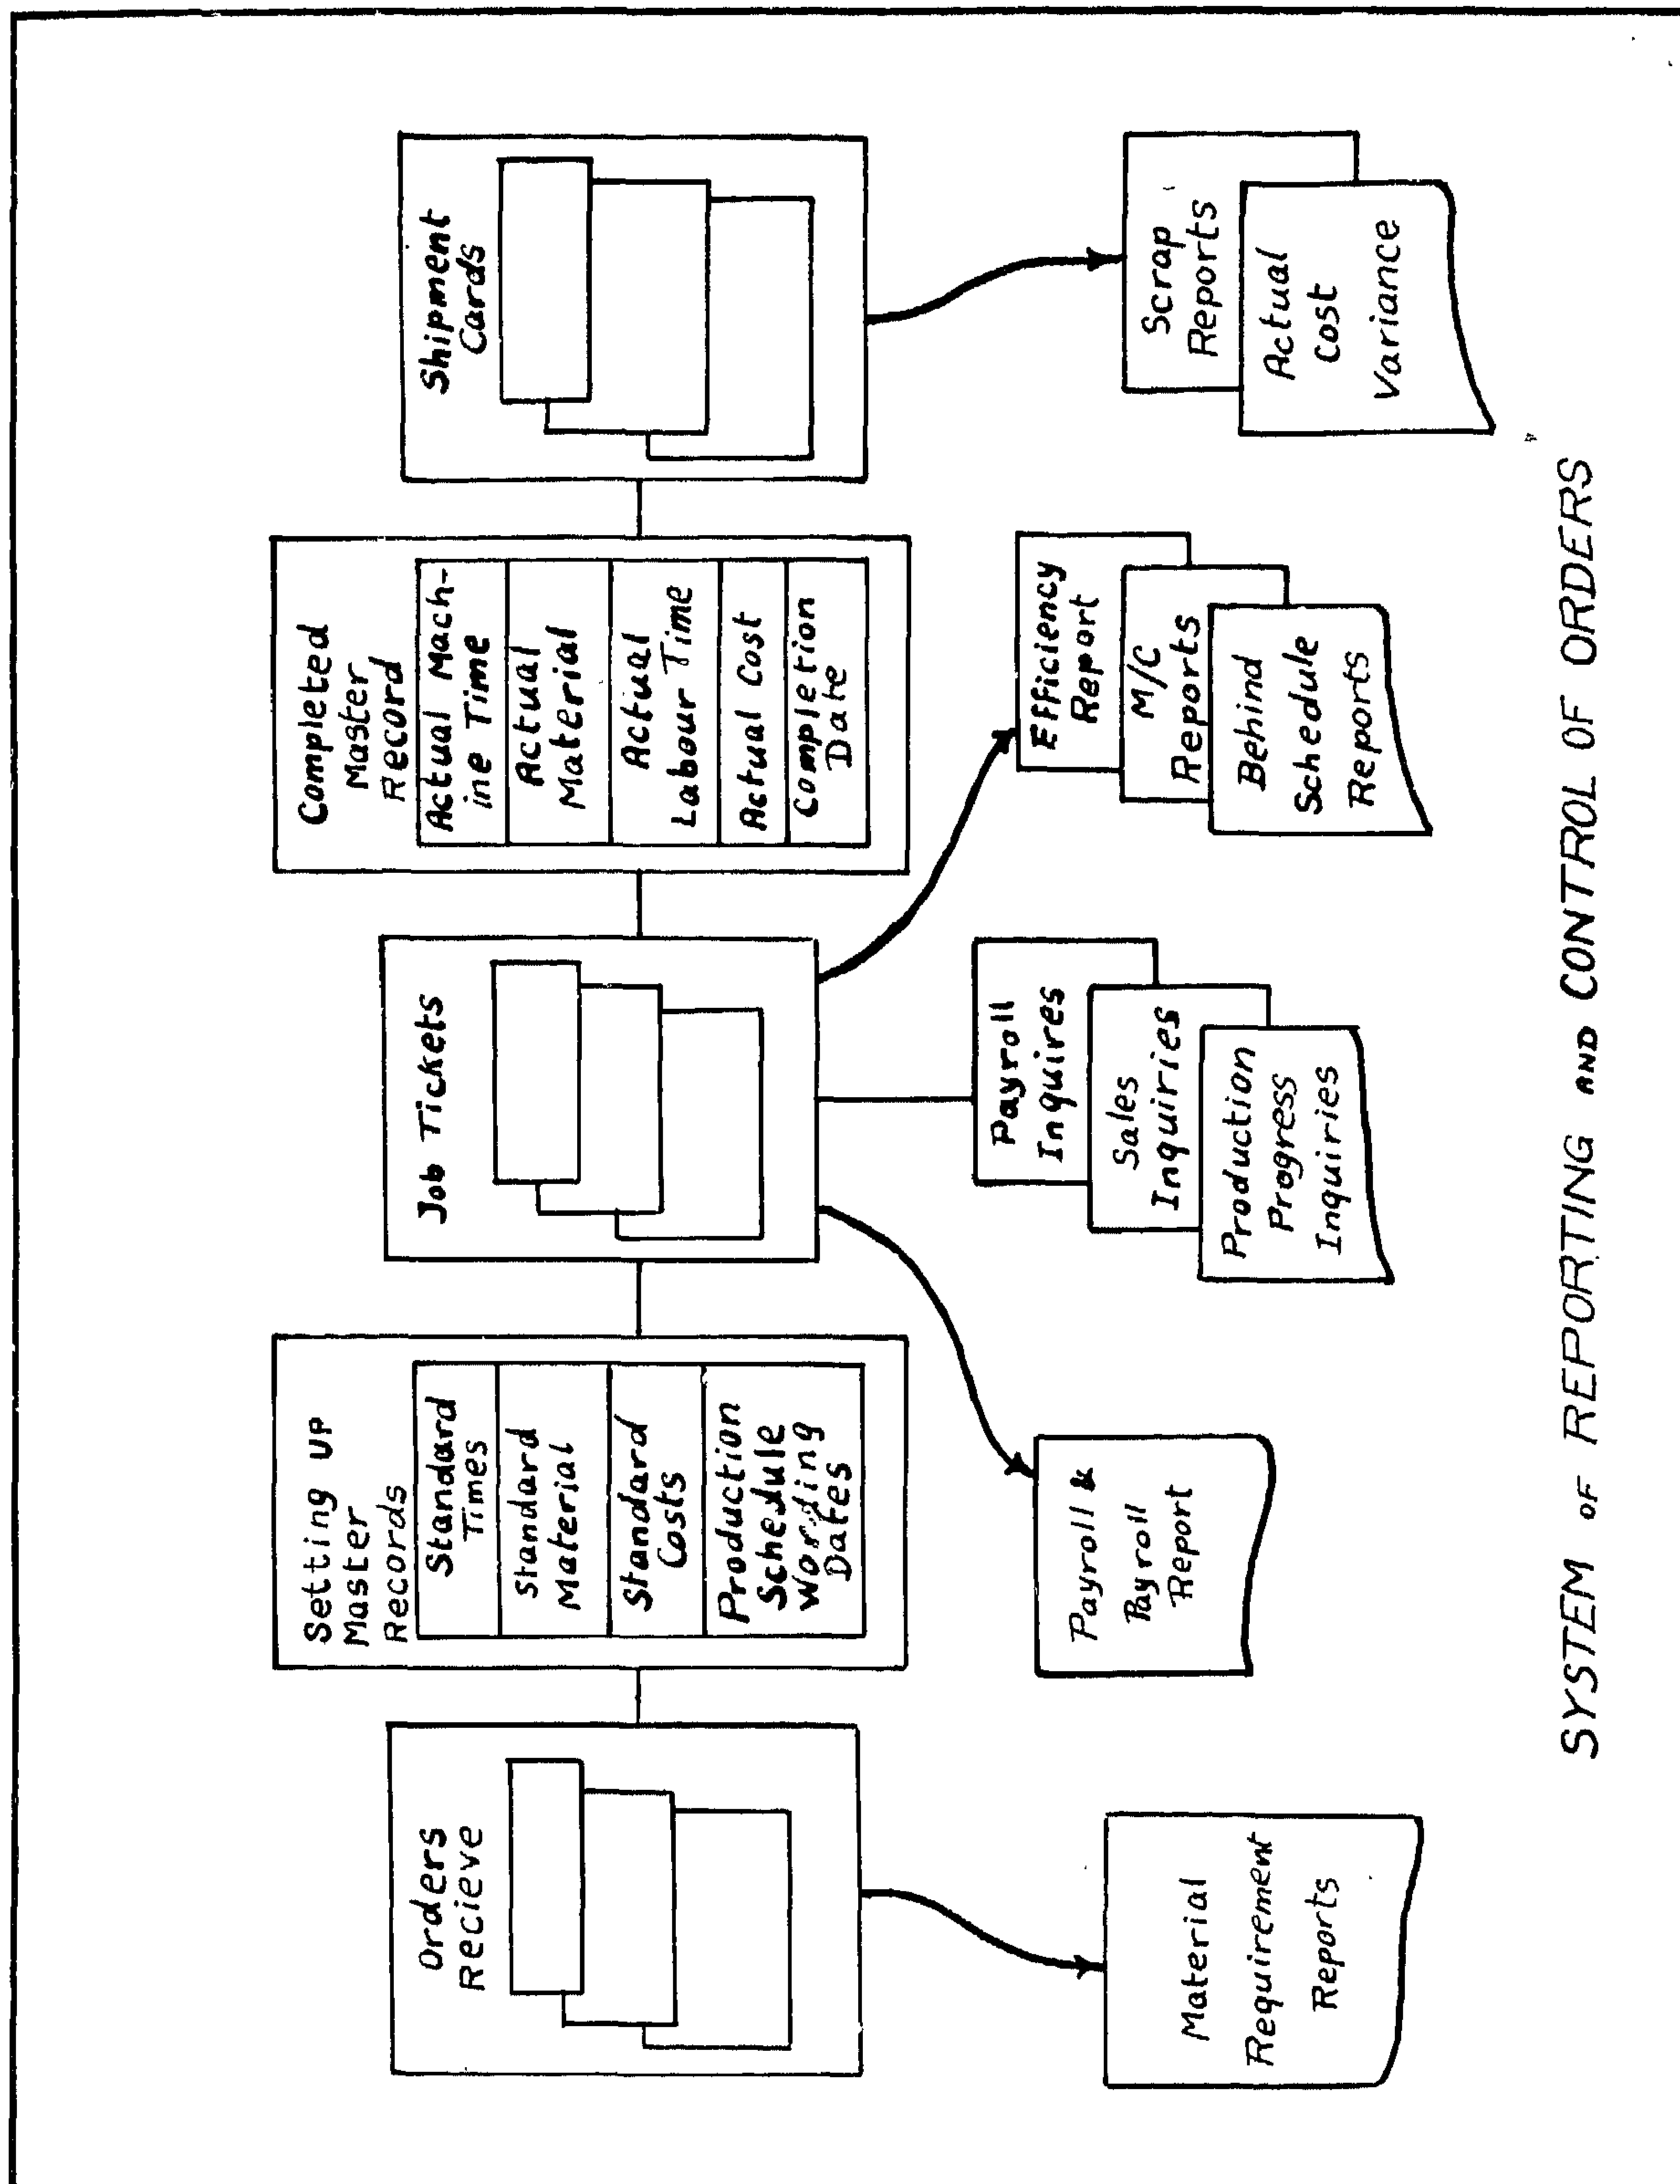 Orders
Recieve
Setting UP
Master
Records
Standard
Times
Standard
Material
Standard
Costs
Production
Schedule
Wording
Dates
Job Tickets
Completed
Master
Record
Actual Mach-
ine Time
Actual
Material
Actual
Labour Time
Actual Cost
Completion
Date
Shipment
Cards
Material
Requirement
Reports
Payroll &
Payroll
Report
Payroll
Inquires
Sales
Inquiries
Production
Progress
Inquiries
Efficiency
Report
M/C
Reports
Behind
Schedule
Reports
Scrap
Reports
Actual
Cost
Variance
SYSTEM OF REPORTING AND CONTROL OF ORDERS